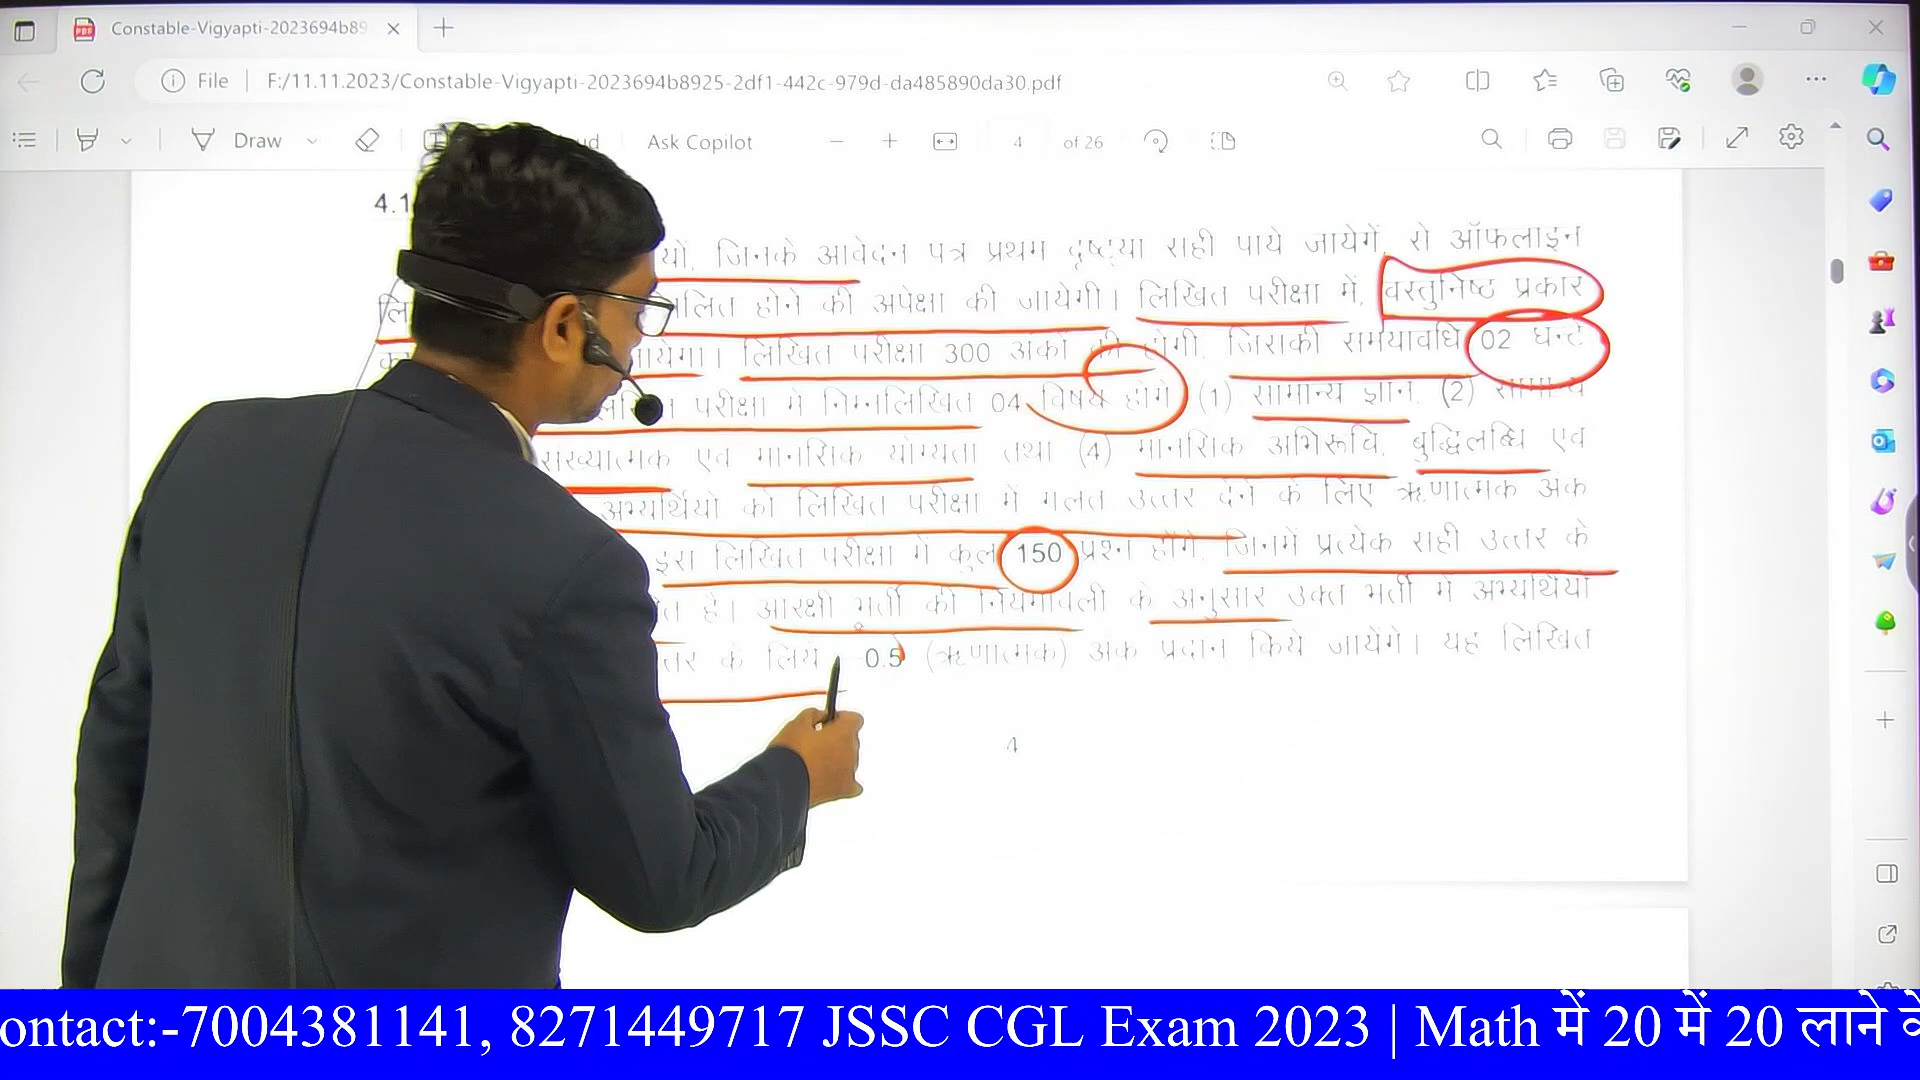 Constable-Vigyapti-2023694b89
File F:/11.11.2023/Constable-Vigyapti-2023694b8925-2df1-442c-979d-da485890da30.pdf
Draw Ask Copilot 4 of 26
4.1
जिनके आवेदन पत्र प्रथम दृष्ट्या सही पाये जायेगें, से ऑफलाइन
लि होने की अपेक्षा की जायेगी। लिखित परीक्षा में, वस्तुनिष्ठ प्रकार
लिखित परीक्षा 300 अंकों की होगी, जिसकी समयावधि 02 घन्टे
परीक्षा में निम्नलिखित 04 विषय होंगे (1) सामान्य ज्ञान, (2) सामान्य
संख्यात्मक एवं मानसिक योग्यता तथा (4) मानसिक अभिरूचि, बुद्धिलब्धि एवं
अभ्यर्थियों को लिखित परीक्षा में गलत उत्तर देने के लिए ऋणात्मक अंक
इस लिखित परीक्षा में कुल 150 प्रश्न होंगे, जिनमें प्रत्येक सही उत्तर के
है। आरक्षी भर्ती की नियमावली के अनुसार उक्त भर्ती में अभ्यर्थियों
के लिये -0.5 (ऋणात्मक) अंक प्रदान किये जायेंगे। यह लिखित
4
ontact:-7004381141, 8271449717 JSSC CGL Exam 2023 | Math में 20 में 20 लाने के